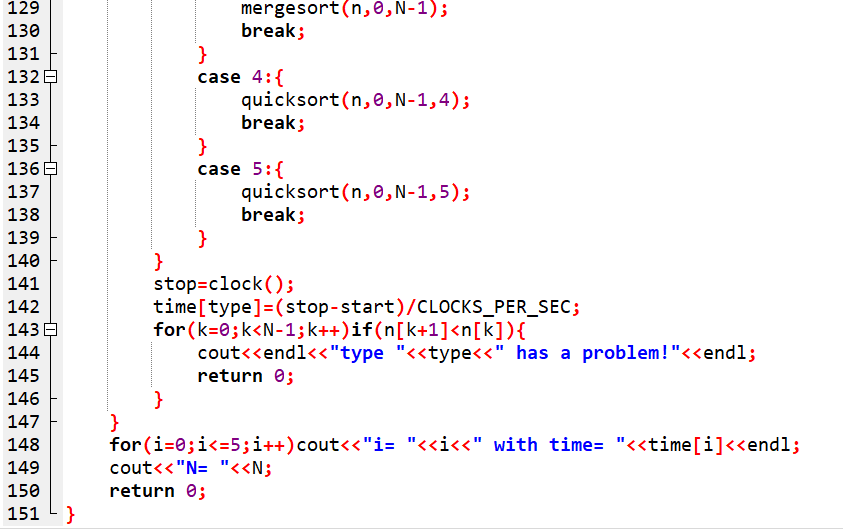 129 mergesort(n,0,N-1);
130 break;
131 }
132 case 4:{
133 quicksort(n,0,N-1,4);
134 break;
135 }
136 case 5:{
137 quicksort(n,0,N-1,5);
138 break;
139 }
140 }
141 stop=clock();
142 time[type]=(stop-start)/CLOCKS_PER_SEC;
143 for(k=0;k<N-1;k++)if(n[k+1]<n[k]){
144 cout<<endl<<"type "<<type<<" has a problem!"<<endl;
145 return 0;
146 }
147 }
148 for(i=0;i<=5;i++)cout<<"i= "<<i<<" with time= "<<time[i]<<endl;
149 cout<<"N= "<<N;
150 return 0;
151 }